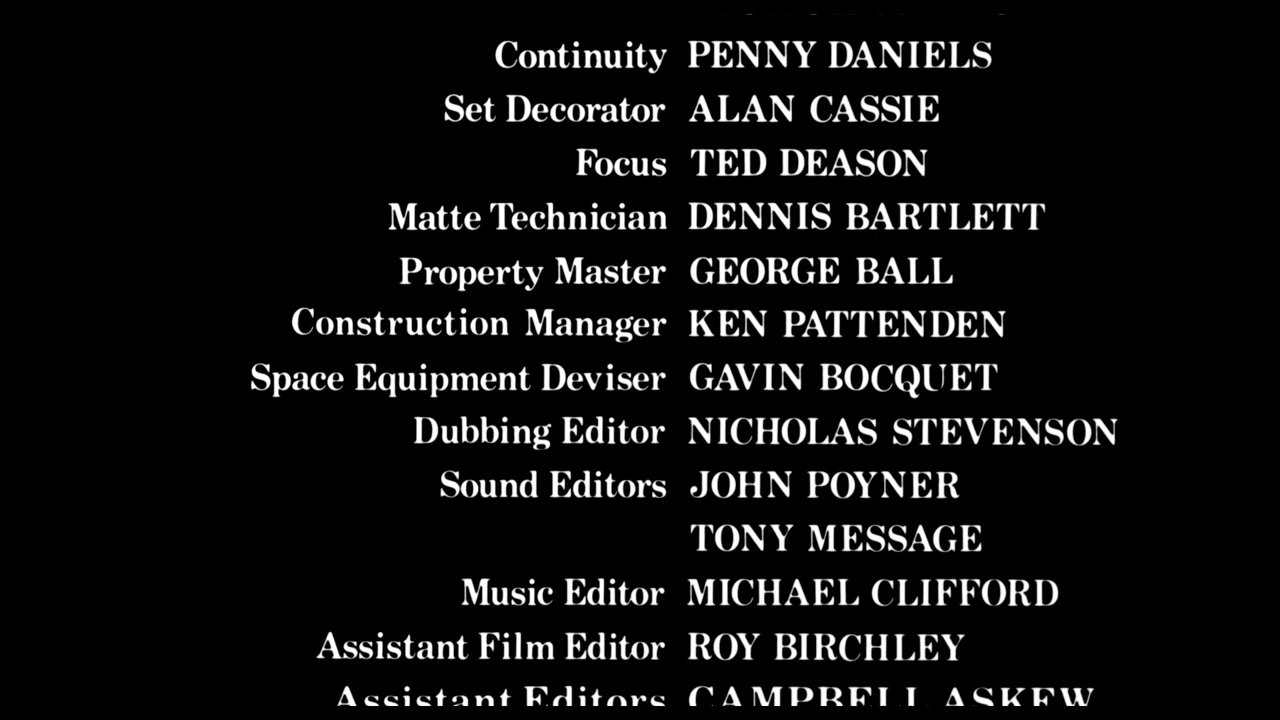 Continuity PENNY DANIELS
Set Decorator ALAN CASSIE
Focus TED DEASON
Matte Technician DENNIS BARTLETT
Property Master GEORGE BALL
Construction Manager KEN PATTENDEN
Space Equipment Deviser GAVIN BOCQUET
Dubbing Editor NICHOLAS STEVENSON
Sound Editors JOHN POYNER
TONY MESSAGE
Music Editor MICHAEL CLIFFORD
Assistant Film Editor ROY BIRCHLEY
Assistant Editors CAMPBELL ASKEW